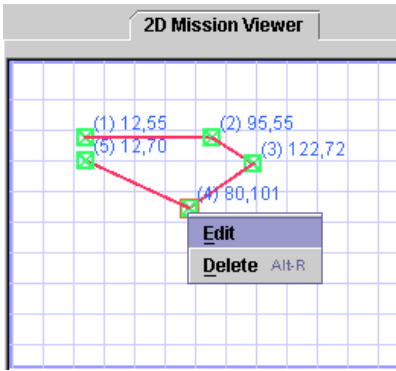 2D Mission Viewer
(1) 12,55
(2) 95,55
(5) 12,70
(3) 122,72
(4) 80,101
Edit
Delete Alt-R